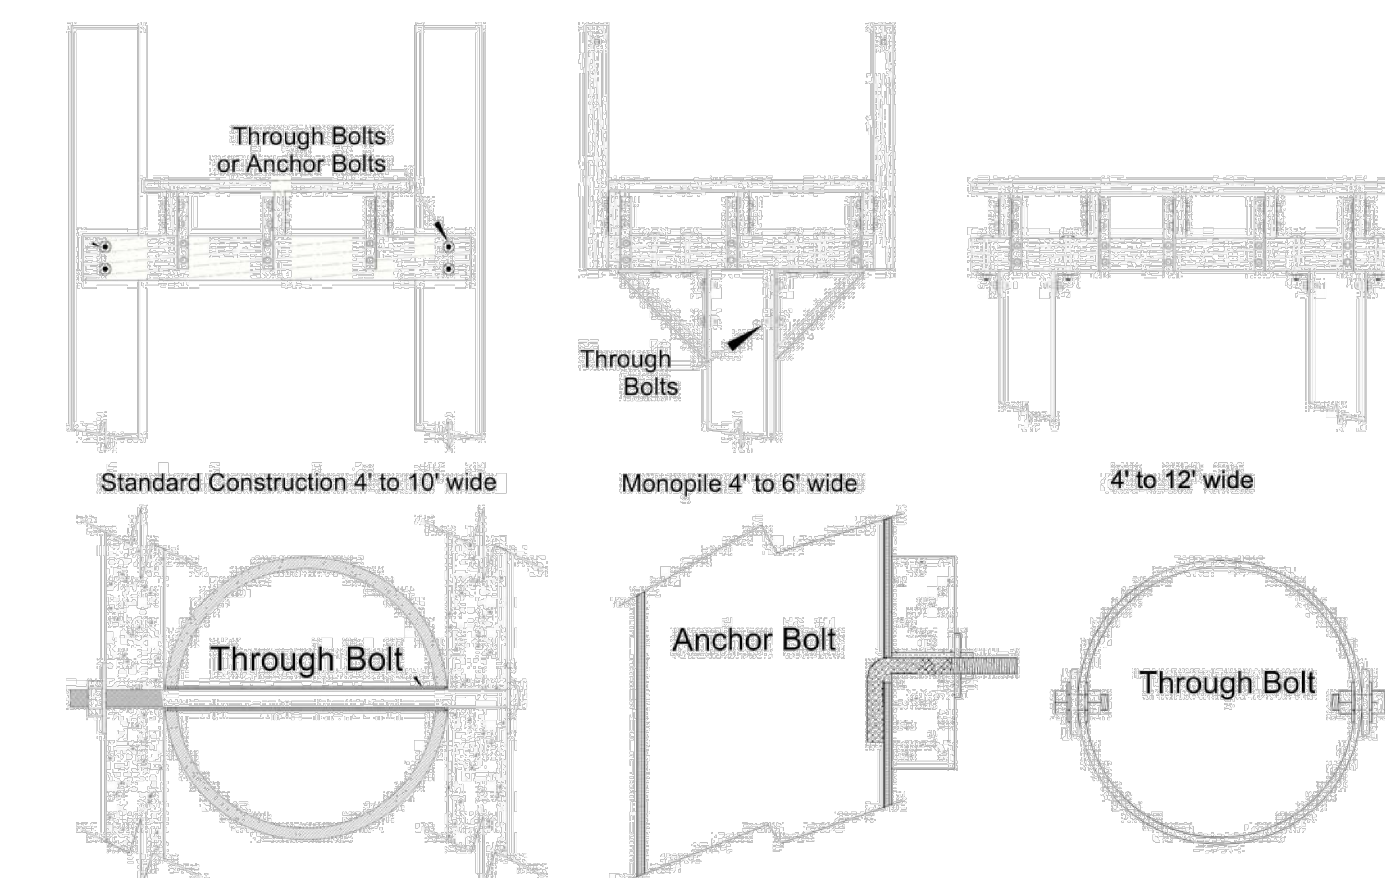 Through Bolts
or Anchor Bolts
Through
Bolts
Standard Construction 4' to 10' wide
Monopile 4' to 6' wide
4' to 12' wide
Through Bolt
Anchor Bolt
Through Bolt